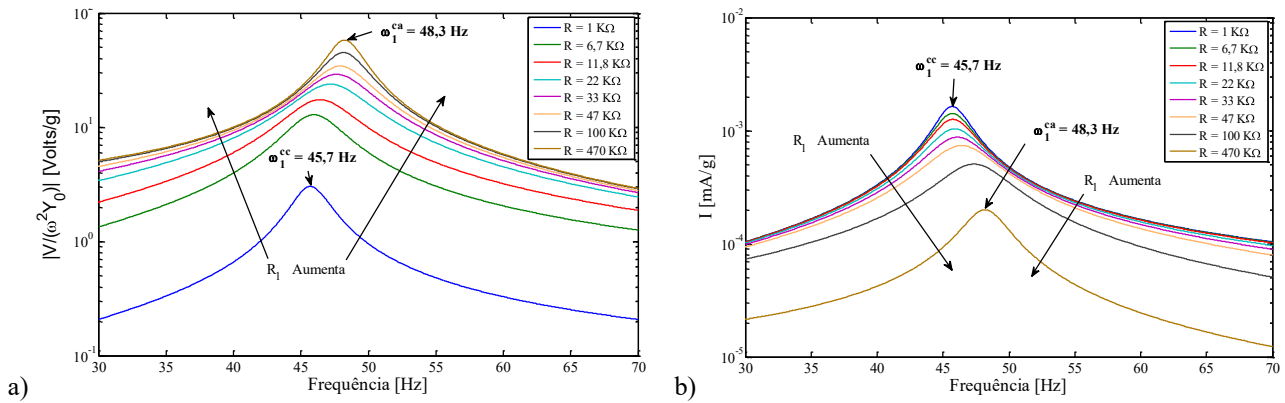 |V/(ω²Y₀)| [Volts/g]
10²
10¹
10⁰
10⁻¹
30 35 40 45 50 55 60 65 70
Frequência [Hz]
ω₁ᶜᵃ = 48,3 Hz
ω₁ᶜᶜ = 45,7 Hz
R₁ Aumenta
R = 1 KΩ
R = 6,7 KΩ
R = 11,8 KΩ
R = 22 KΩ
R = 33 KΩ
R = 47 KΩ
R = 100 KΩ
R = 470 KΩ
a)
I [mA/g]
10⁻²
10⁻³
10⁻⁴
10⁻⁵
30 35 40 45 50 55 60 65 70
Frequência [Hz]
ω₁ᶜᶜ = 45,7 Hz
ω₁ᶜᵃ = 48,3 Hz
R₁ Aumenta
R₁ Aumenta
R = 1 KΩ
R = 6,7 KΩ
R = 11,8 KΩ
R = 22 KΩ
R = 33 KΩ
R = 47 KΩ
R = 100 KΩ
R = 470 KΩ
b)